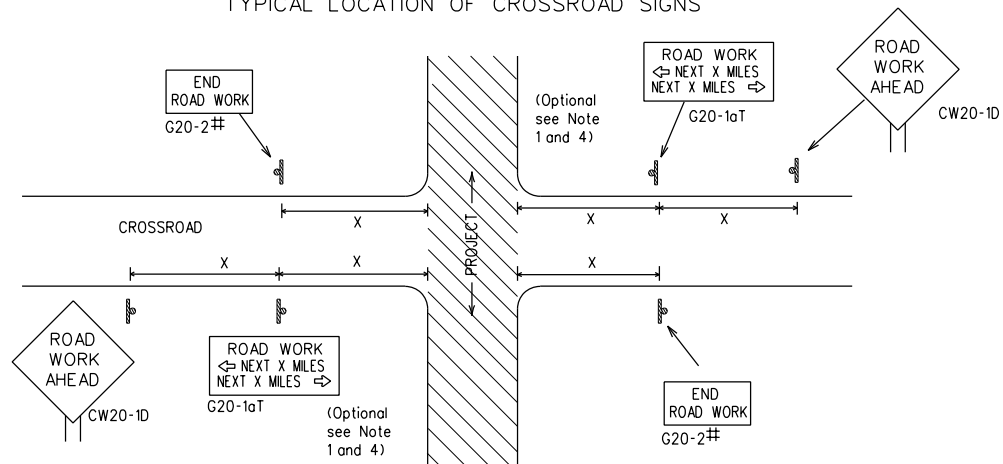 TYPICAL LOCATION OF CROSSROAD SIGNS
END
ROAD WORK
G20-2#
(Optional
see Note
1 and 4)
ROAD WORK
⇦ NEXT X MILES
NEXT X MILES ⇨
G20-1aT
ROAD
WORK
AHEAD
CW20-1D
X
X
X
CROSSROAD
PROJECT
X
X
X
ROAD
WORK
AHEAD
CW20-1D
ROAD WORK
⇦ NEXT X MILES
NEXT X MILES ⇨
G20-1aT
(Optional
see Note
1 and 4)
END
ROAD WORK
G20-2#